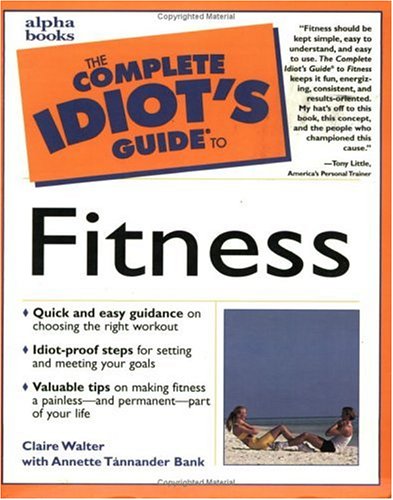 Copyrighted Material
alpha
books
THE
COMPLETE
IDIOT'S
GUIDE® TO
"Fitness should be
kept simple, easy to
understand, and easy
to use. The Complete
Idiot's Guide® to Fitness
keeps it fun, energiz-
ing, consistent, and
results-oriented.
My hat's off to this
book, this concept,
and the people who
championed this
cause."
—Tony Little,
America's Personal Trainer
Fitness
♦ Quick and easy guidance on
choosing the right workout
♦ Idiot-proof steps for setting
and meeting your goals
♦ Valuable tips on making fitness
a painless—and permanent—part
of your life
Claire Walter
with Annette Tånnander Bank
Copyrighted Material